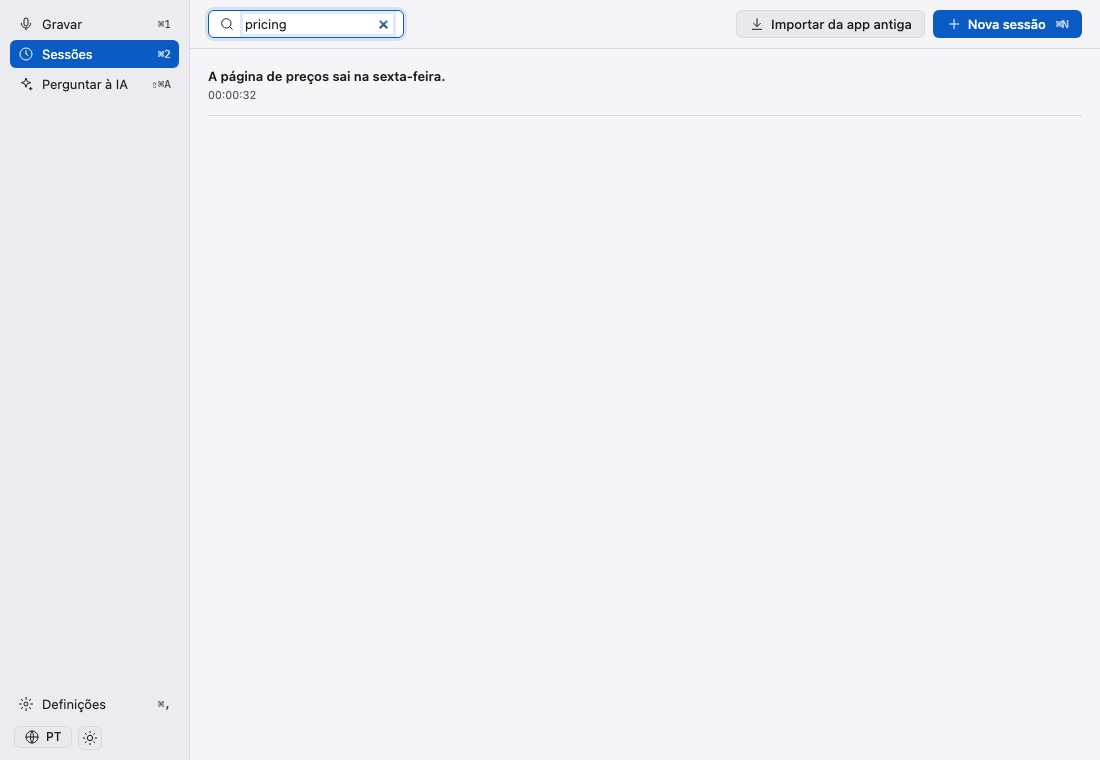 Gravar ⌘1
Sessões ⌘2
Perguntar à IA ⇧⌘A
pricing
Importar da app antiga
Nova sessão ⌘N
A página de preços sai na sexta-feira.
00:00:32
Definições ⌘,
PT